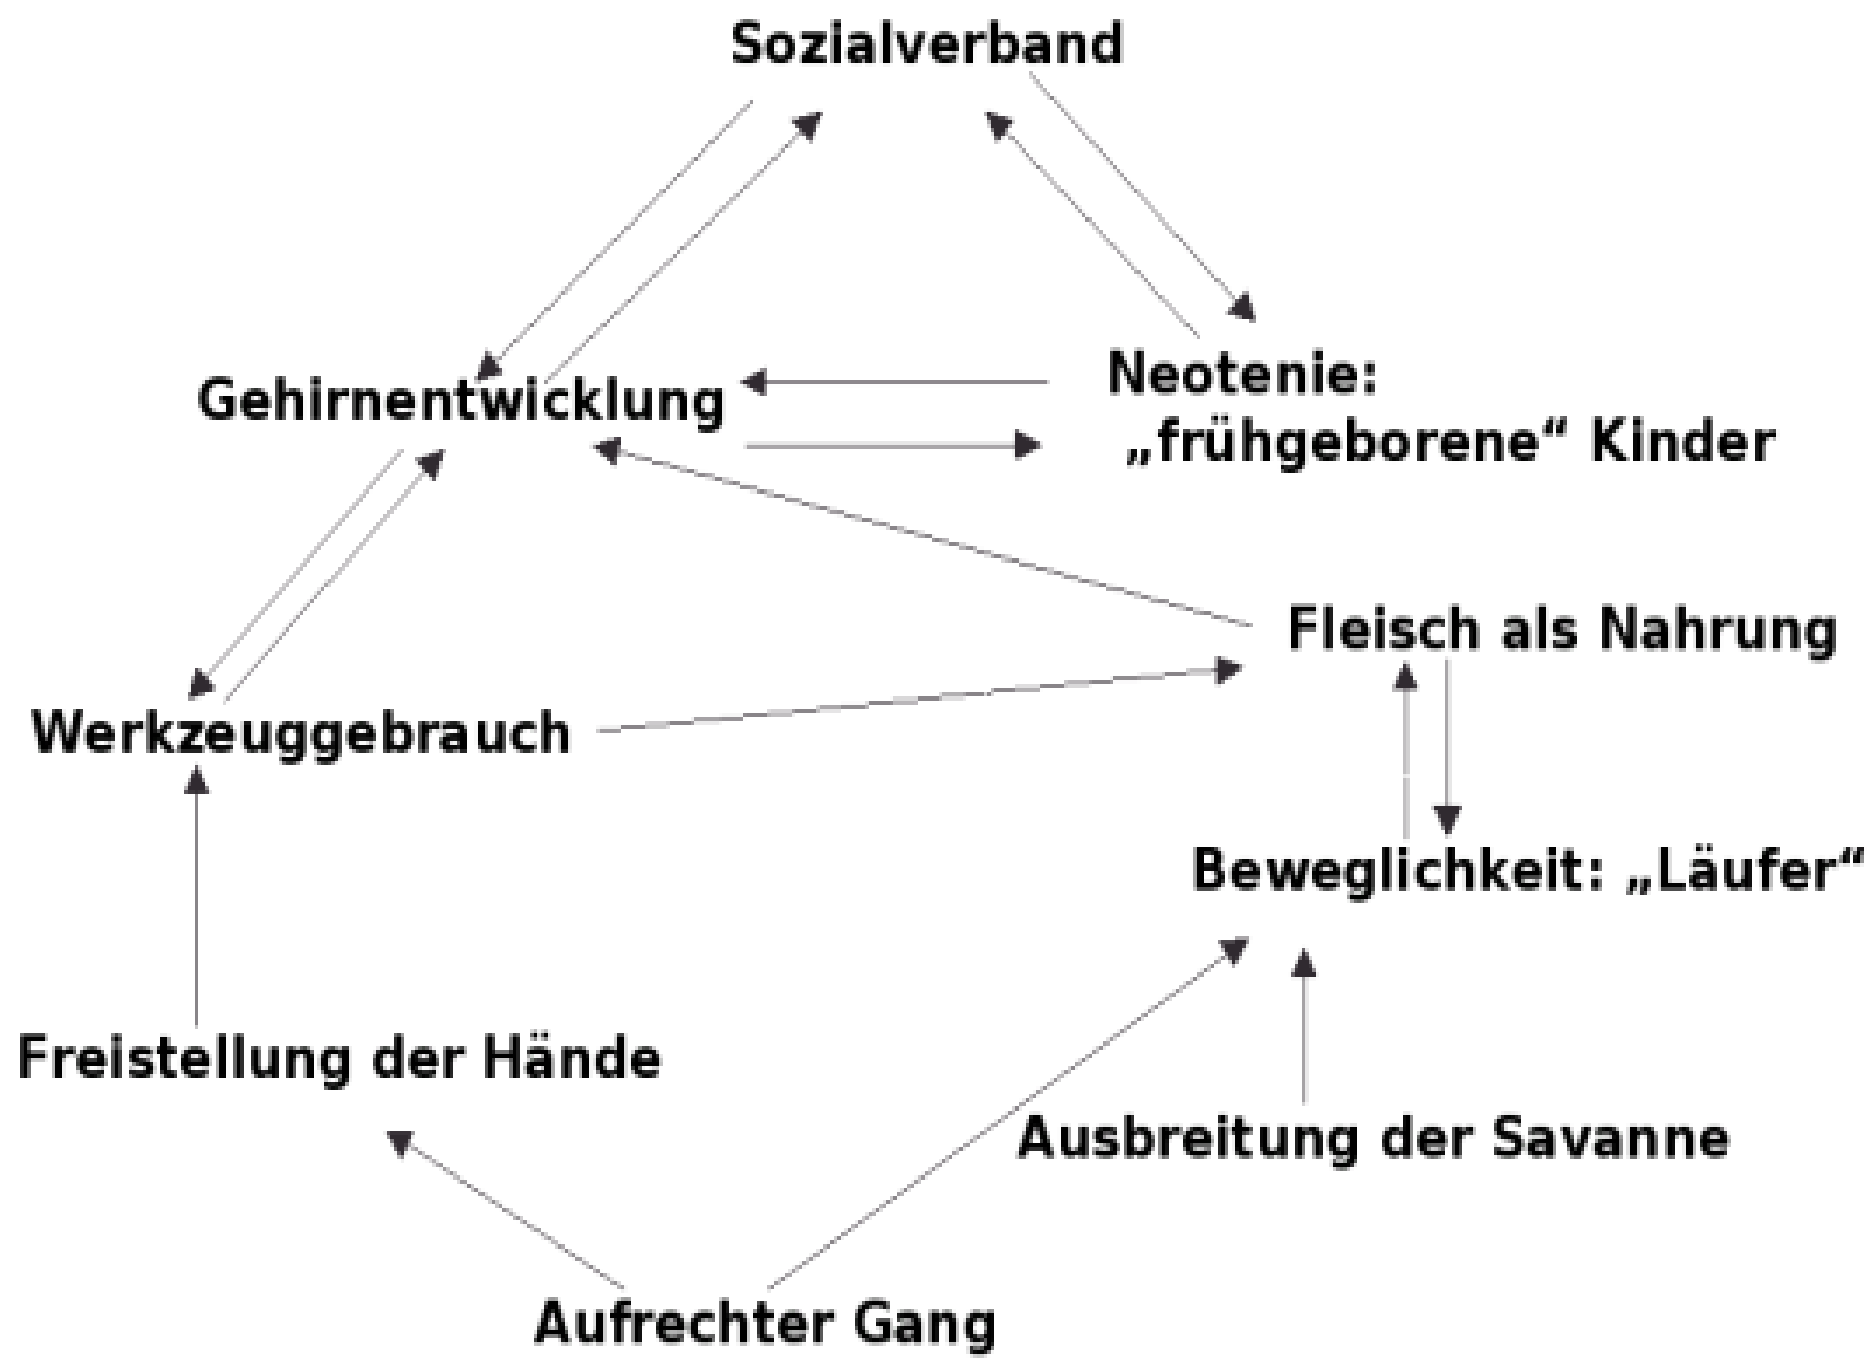 Sozialverband
Gehirnentwicklung
Neotenie:
„frühgeborene“ Kinder
Fleisch als Nahrung
Werkzeuggebrauch
Beweglichkeit: „Läufer“
Freistellung der Hände
Ausbreitung der Savanne
Aufrechter Gang